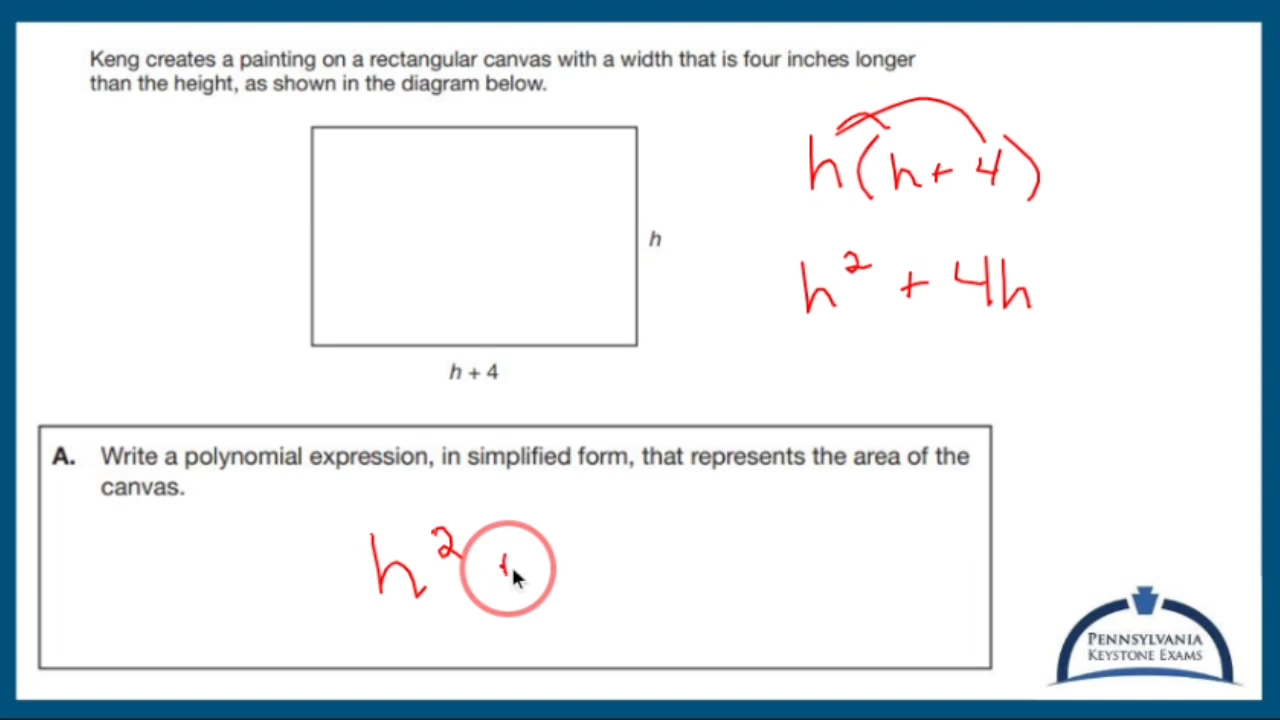 Keng creates a painting on a rectangular canvas with a width that is four inches longer
than the height, as shown in the diagram below.
h(h+4)
h
h² + 4h
h + 4
A. Write a polynomial expression, in simplified form, that represents the area of the
canvas.
h²
PENNSYLVANIA
KEYSTONE EXAMS